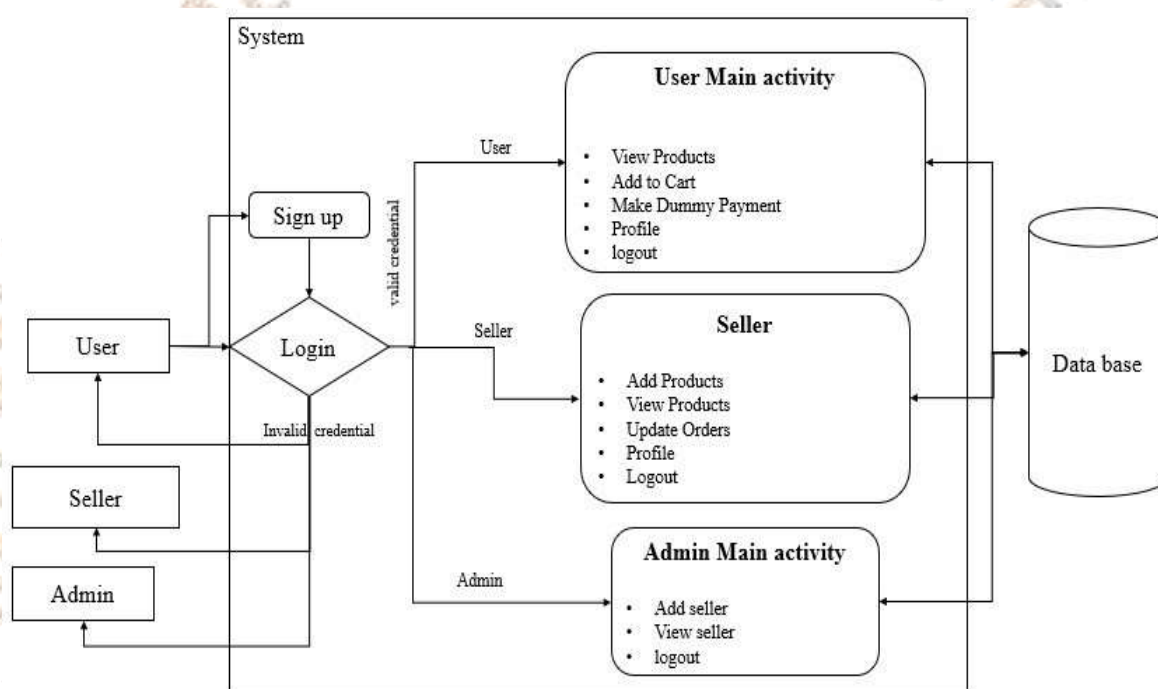 System
User Main activity
• View Products
• Add to Cart
• Make Dummy Payment
• Profile
• logout
User
Sign up
valid credential
Login
User
Seller
Seller
• Add Products
• View Products
• Update Orders
• Profile
• Logout
Data base
Invalid credential
Seller
Admin
Admin
Admin Main activity
• Add seller
• View seller
• logout